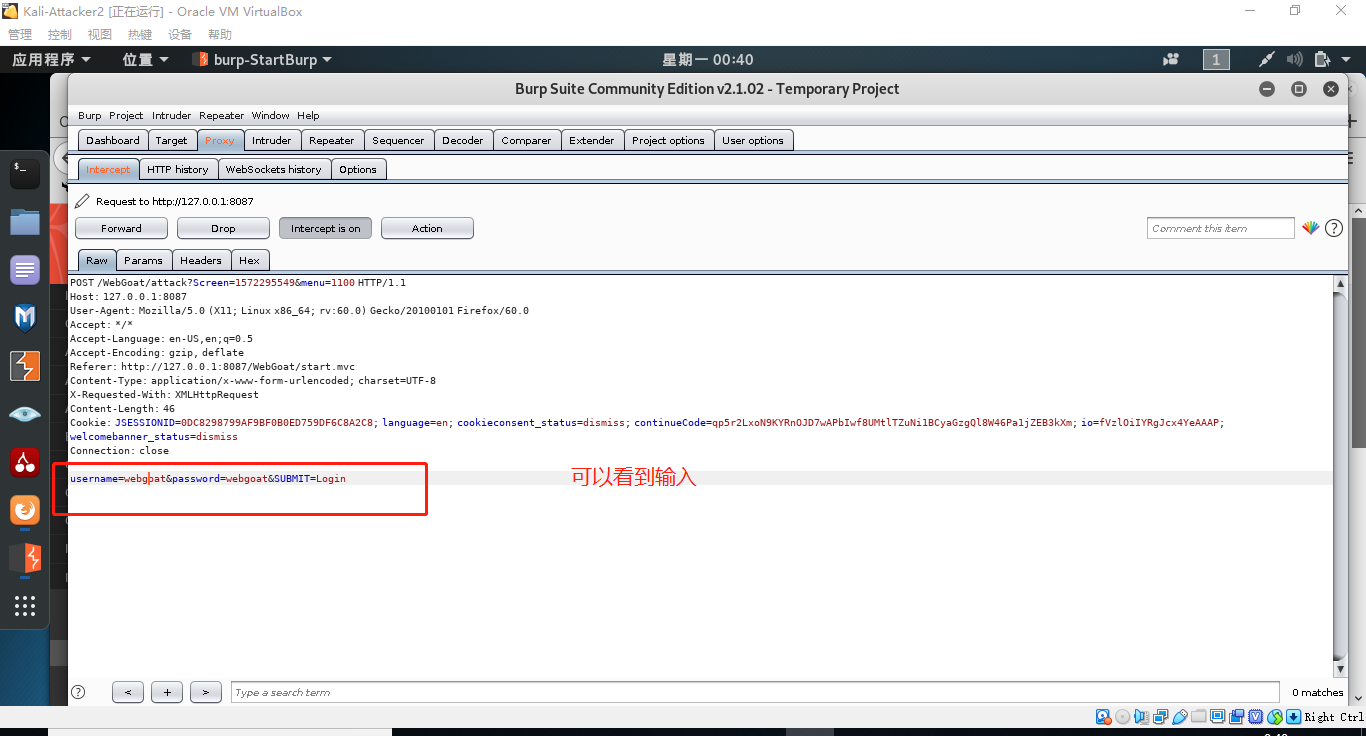 Kali-Attacker2 [正在运行] - Oracle VM VirtualBox
管理 控制 视图 热键 设备 帮助
应用程序 位置 burp-StartBurp 星期一 00:40 1
Burp Suite Community Edition v2.1.02 - Temporary Project
Burp Project Intruder Repeater Window Help
Dashboard Target Proxy Intruder Repeater Sequencer Decoder Comparer Extender Project options User options
Intercept HTTP history WebSockets history Options
Request to http://127.0.0.1:8087
Forward Drop Intercept is on Action Comment this item ?
Raw Params Headers Hex
POST /WebGoat/attack?Screen=1572295549&menu=1100 HTTP/1.1
Host: 127.0.0.1:8087
User-Agent: Mozilla/5.0 (X11; Linux x86_64; rv:60.0) Gecko/20100101 Firefox/60.0
Accept: */*
Accept-Language: en-US,en;q=0.5
Accept-Encoding: gzip, deflate
Referer: http://127.0.0.1:8087/WebGoat/start.mvc
Content-Type: application/x-www-form-urlencoded; charset=UTF-8
X-Requested-With: XMLHttpRequest
Content-Length: 46
Cookie: JSESSIONID=0DC8298799AF9BF0B0ED759DF6C8A2C8; language=en; cookieconsent_status=dismiss; continueCode=qp5r2LxoN9KYRnOJD7wAPbIwf8UMtlTZuNi1BCyaGzgQl8W46Pa1jZEB3kXm; io=fVzlOiIYRgJcx4YeAAAP;
welcomebanner_status=dismiss
Connection: close
username=webgoat&password=webgoat&SUBMIT=Login
可以看到输入
? < + > Type a search term 0 matches
Right Ctrl